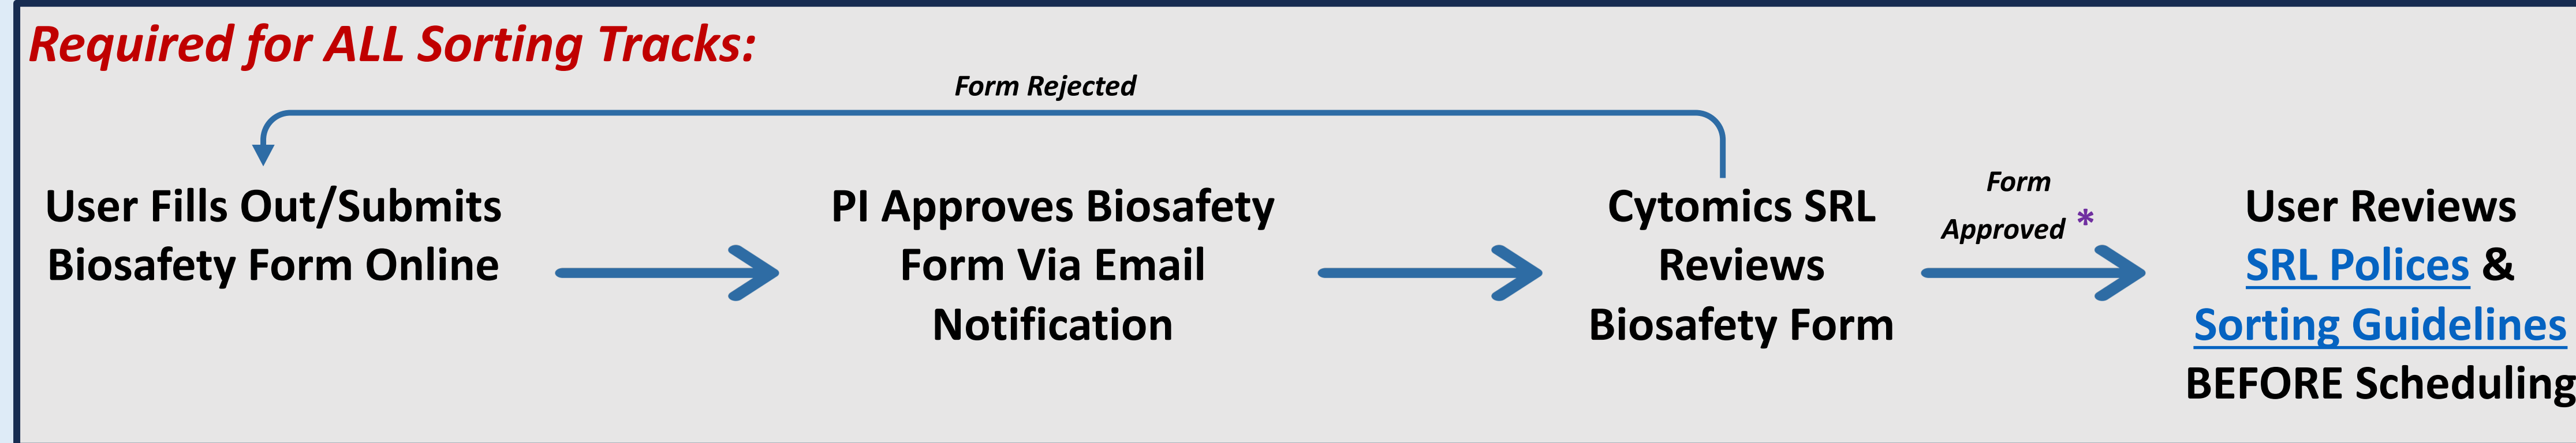 Required for ALL Sorting Tracks:
Form Rejected
User Fills Out/Submits
Biosafety Form Online
PI Approves Biosafety
Form Via Email
Notification
Cytomics SRL
Reviews
Biosafety Form
Form
Approved *
User Reviews
SRL Polices &
Sorting Guidelines
BEFORE Scheduling